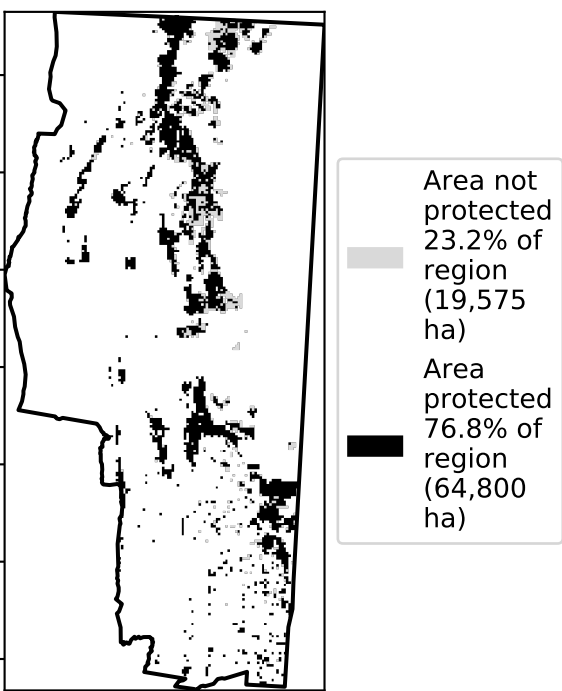 Area not
protected
23.2% of
region
(19,575
ha)
Area
protected
76.8% of
region
(64,800
ha)